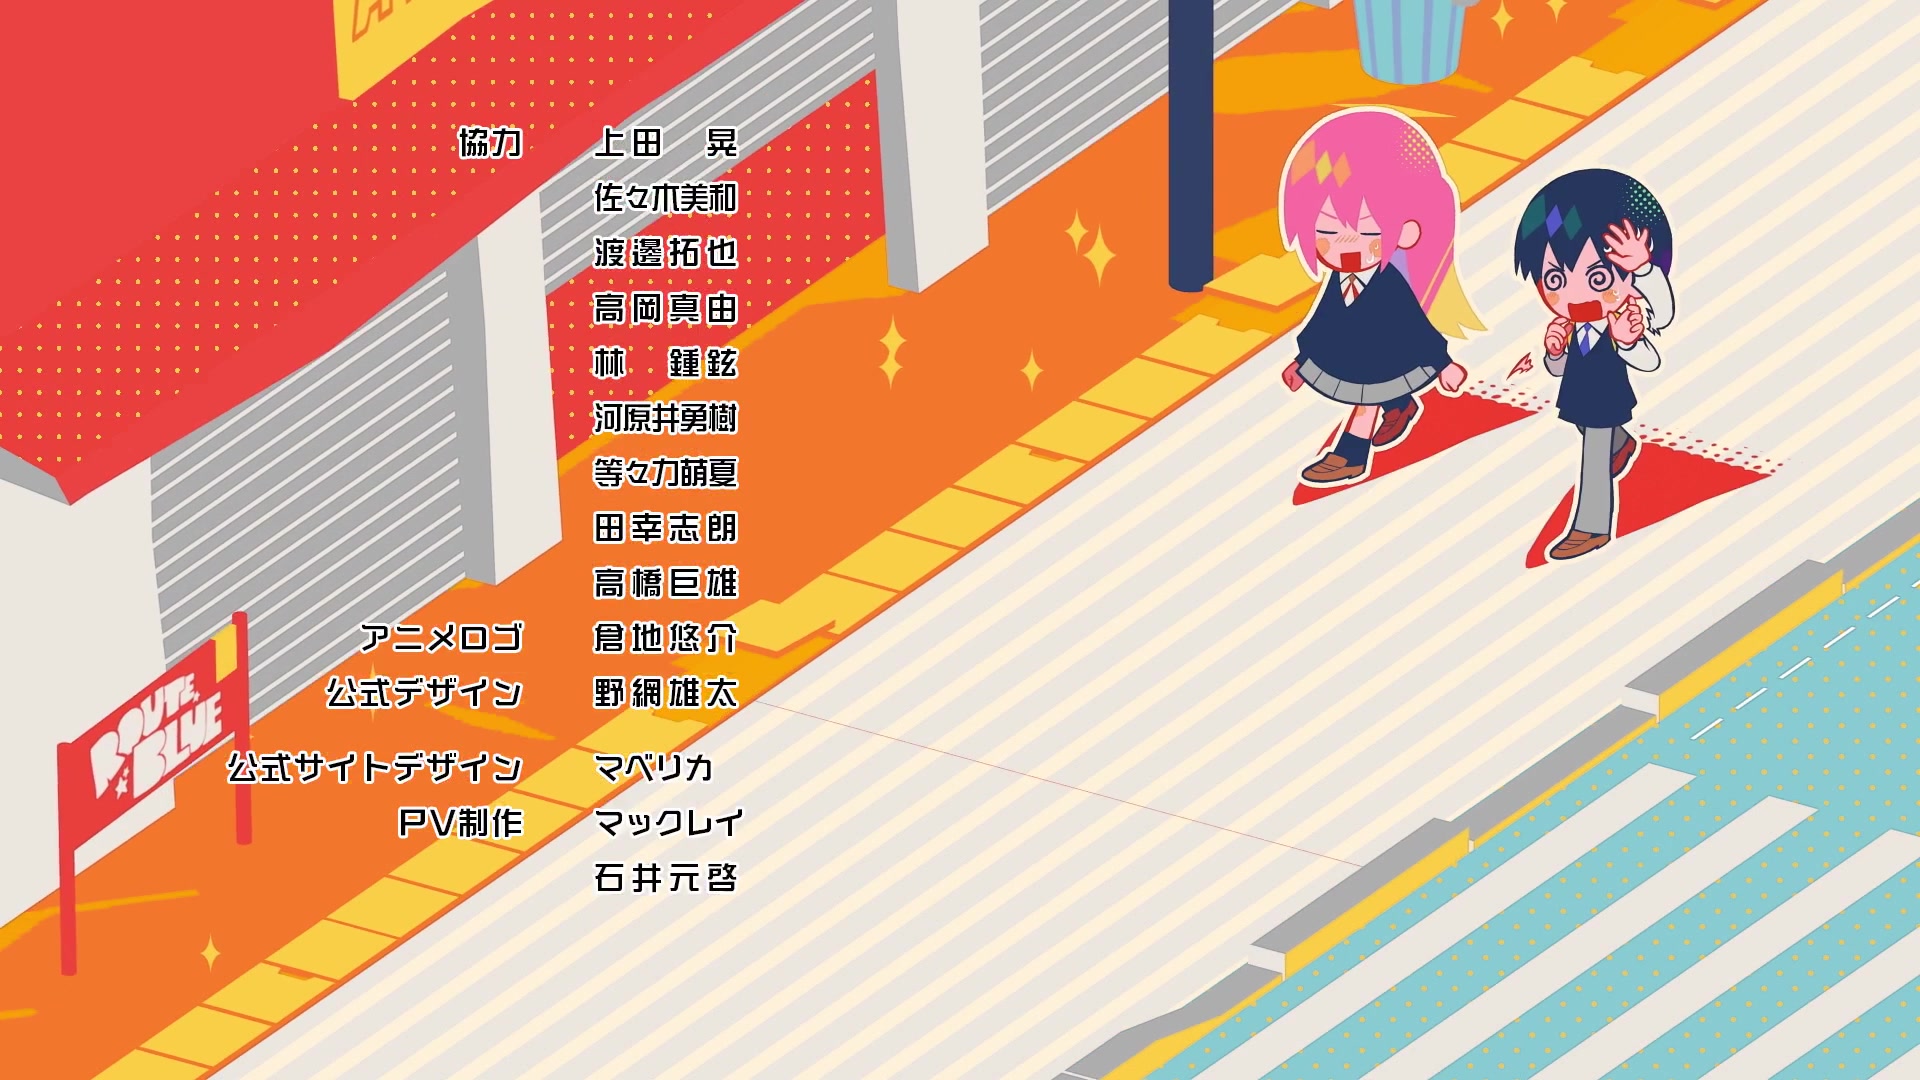 協力 上田 晃
佐々木美和
渡邊拓也
高岡真由
林 鍾鉉
河原井勇樹
等々力萌夏
田幸志朗
高橋巨雄
アニメロゴ 倉地悠介
公式デザイン 野網雄太
公式サイトデザイン マベリカ
PV制作 マックレイ
石井元啓
ROUTE
BLUE